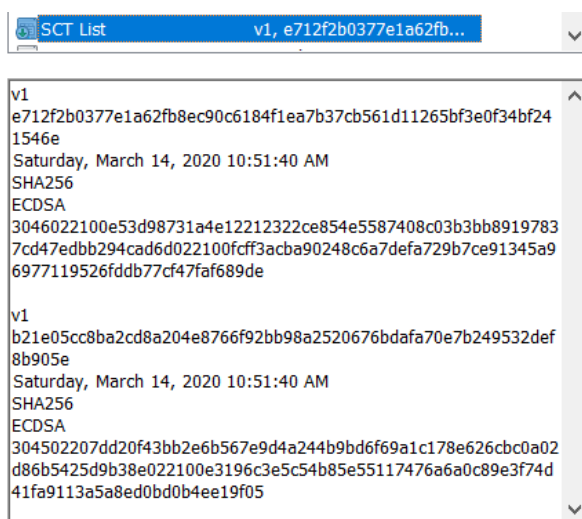 SCT List v1, e712f2b0377e1a62fb...
v1
e712f2b0377e1a62fb8ec90c6184f1ea7b37cb561d11265bf3e0f34bf24
1546e
Saturday, March 14, 2020 10:51:40 AM
SHA256
ECDSA
3046022100e53d98731a4e12212322ce854e5587408c03b3bb8919783
7cd47edbb294cad6d022100fcff3acba90248c6a7defa729b7ce91345a9
6977119526fddb77cf47faf689de
v1
b21e05cc8ba2cd8a204e8766f92bb98a2520676bdafa70e7b249532def
8b905e
Saturday, March 14, 2020 10:51:40 AM
SHA256
ECDSA
304502207dd20f43bb2e6b567e9d4a244b9bd6f69a1c178e626cbc0a02
d86b5425d9b38e022100e3196c3e5c54b85e55117476a6a0c89e3f74d
41fa9113a5a8ed0bd0b4ee19f05